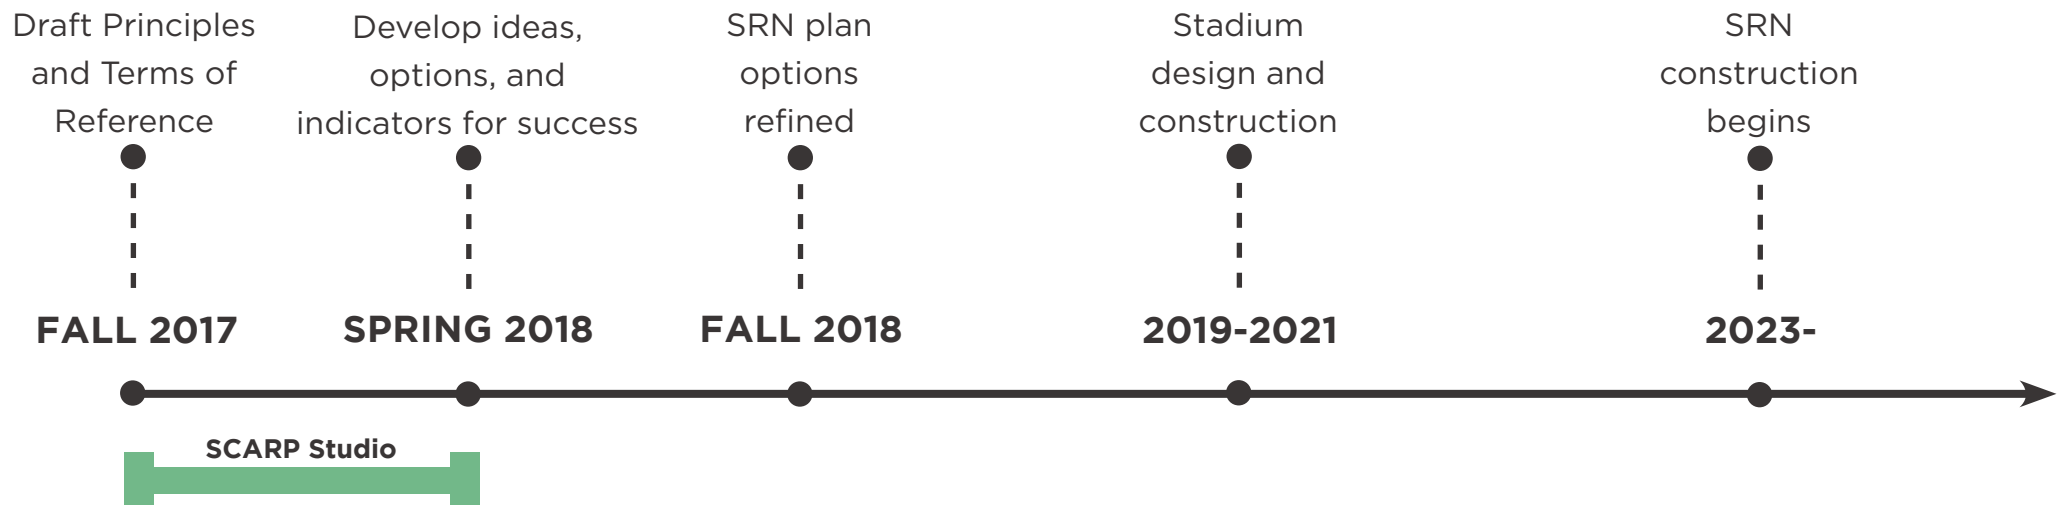 Draft Principles
and Terms of
Reference
Develop ideas,
options, and
indicators for success
SRN plan
options
refined
Stadium
design and
construction
SRN
construction
begins
FALL 2017
SPRING 2018
FALL 2018
2019-2021
2023-
SCARP Studio